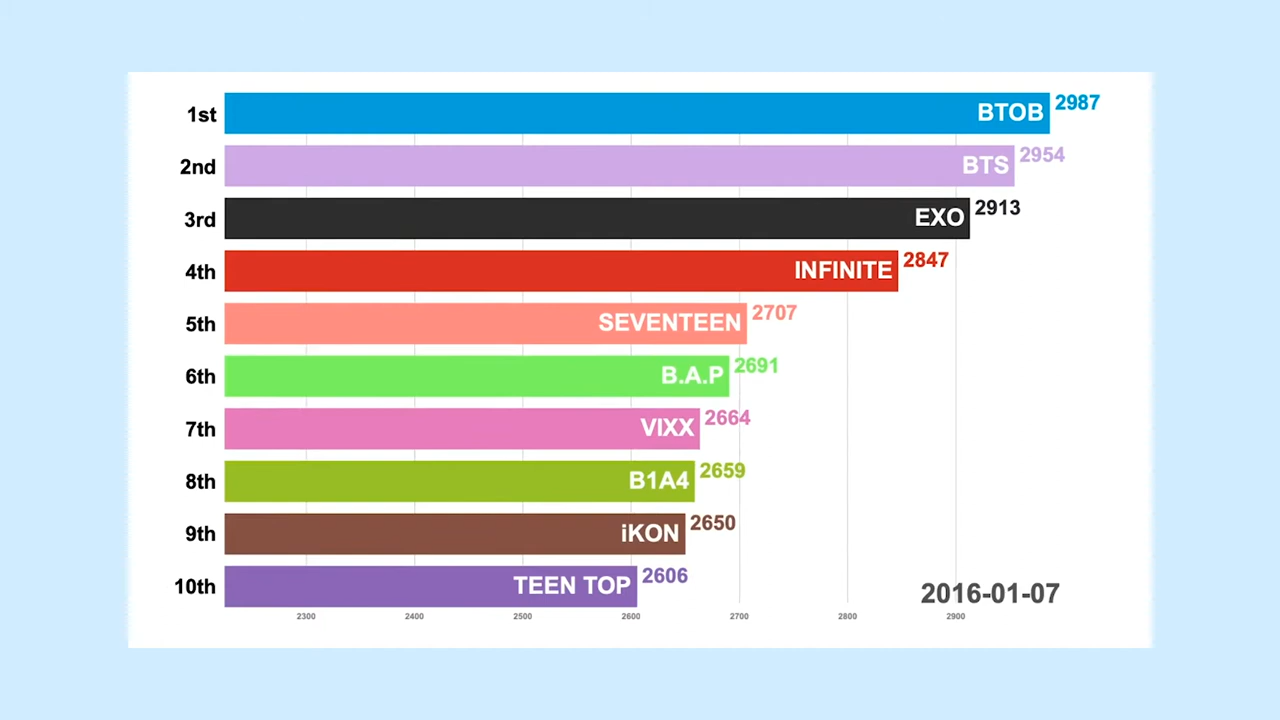 1st BTOB 2987
2nd BTS 2954
3rd EXO 2913
4th INFINITE 2847
5th SEVENTEEN 2707
6th B.A.P 2691
7th VIXX 2664
8th B1A4 2659
9th iKON 2650
10th TEEN TOP 2606
2016-01-07
2300 2400 2500 2600 2700 2800 2900